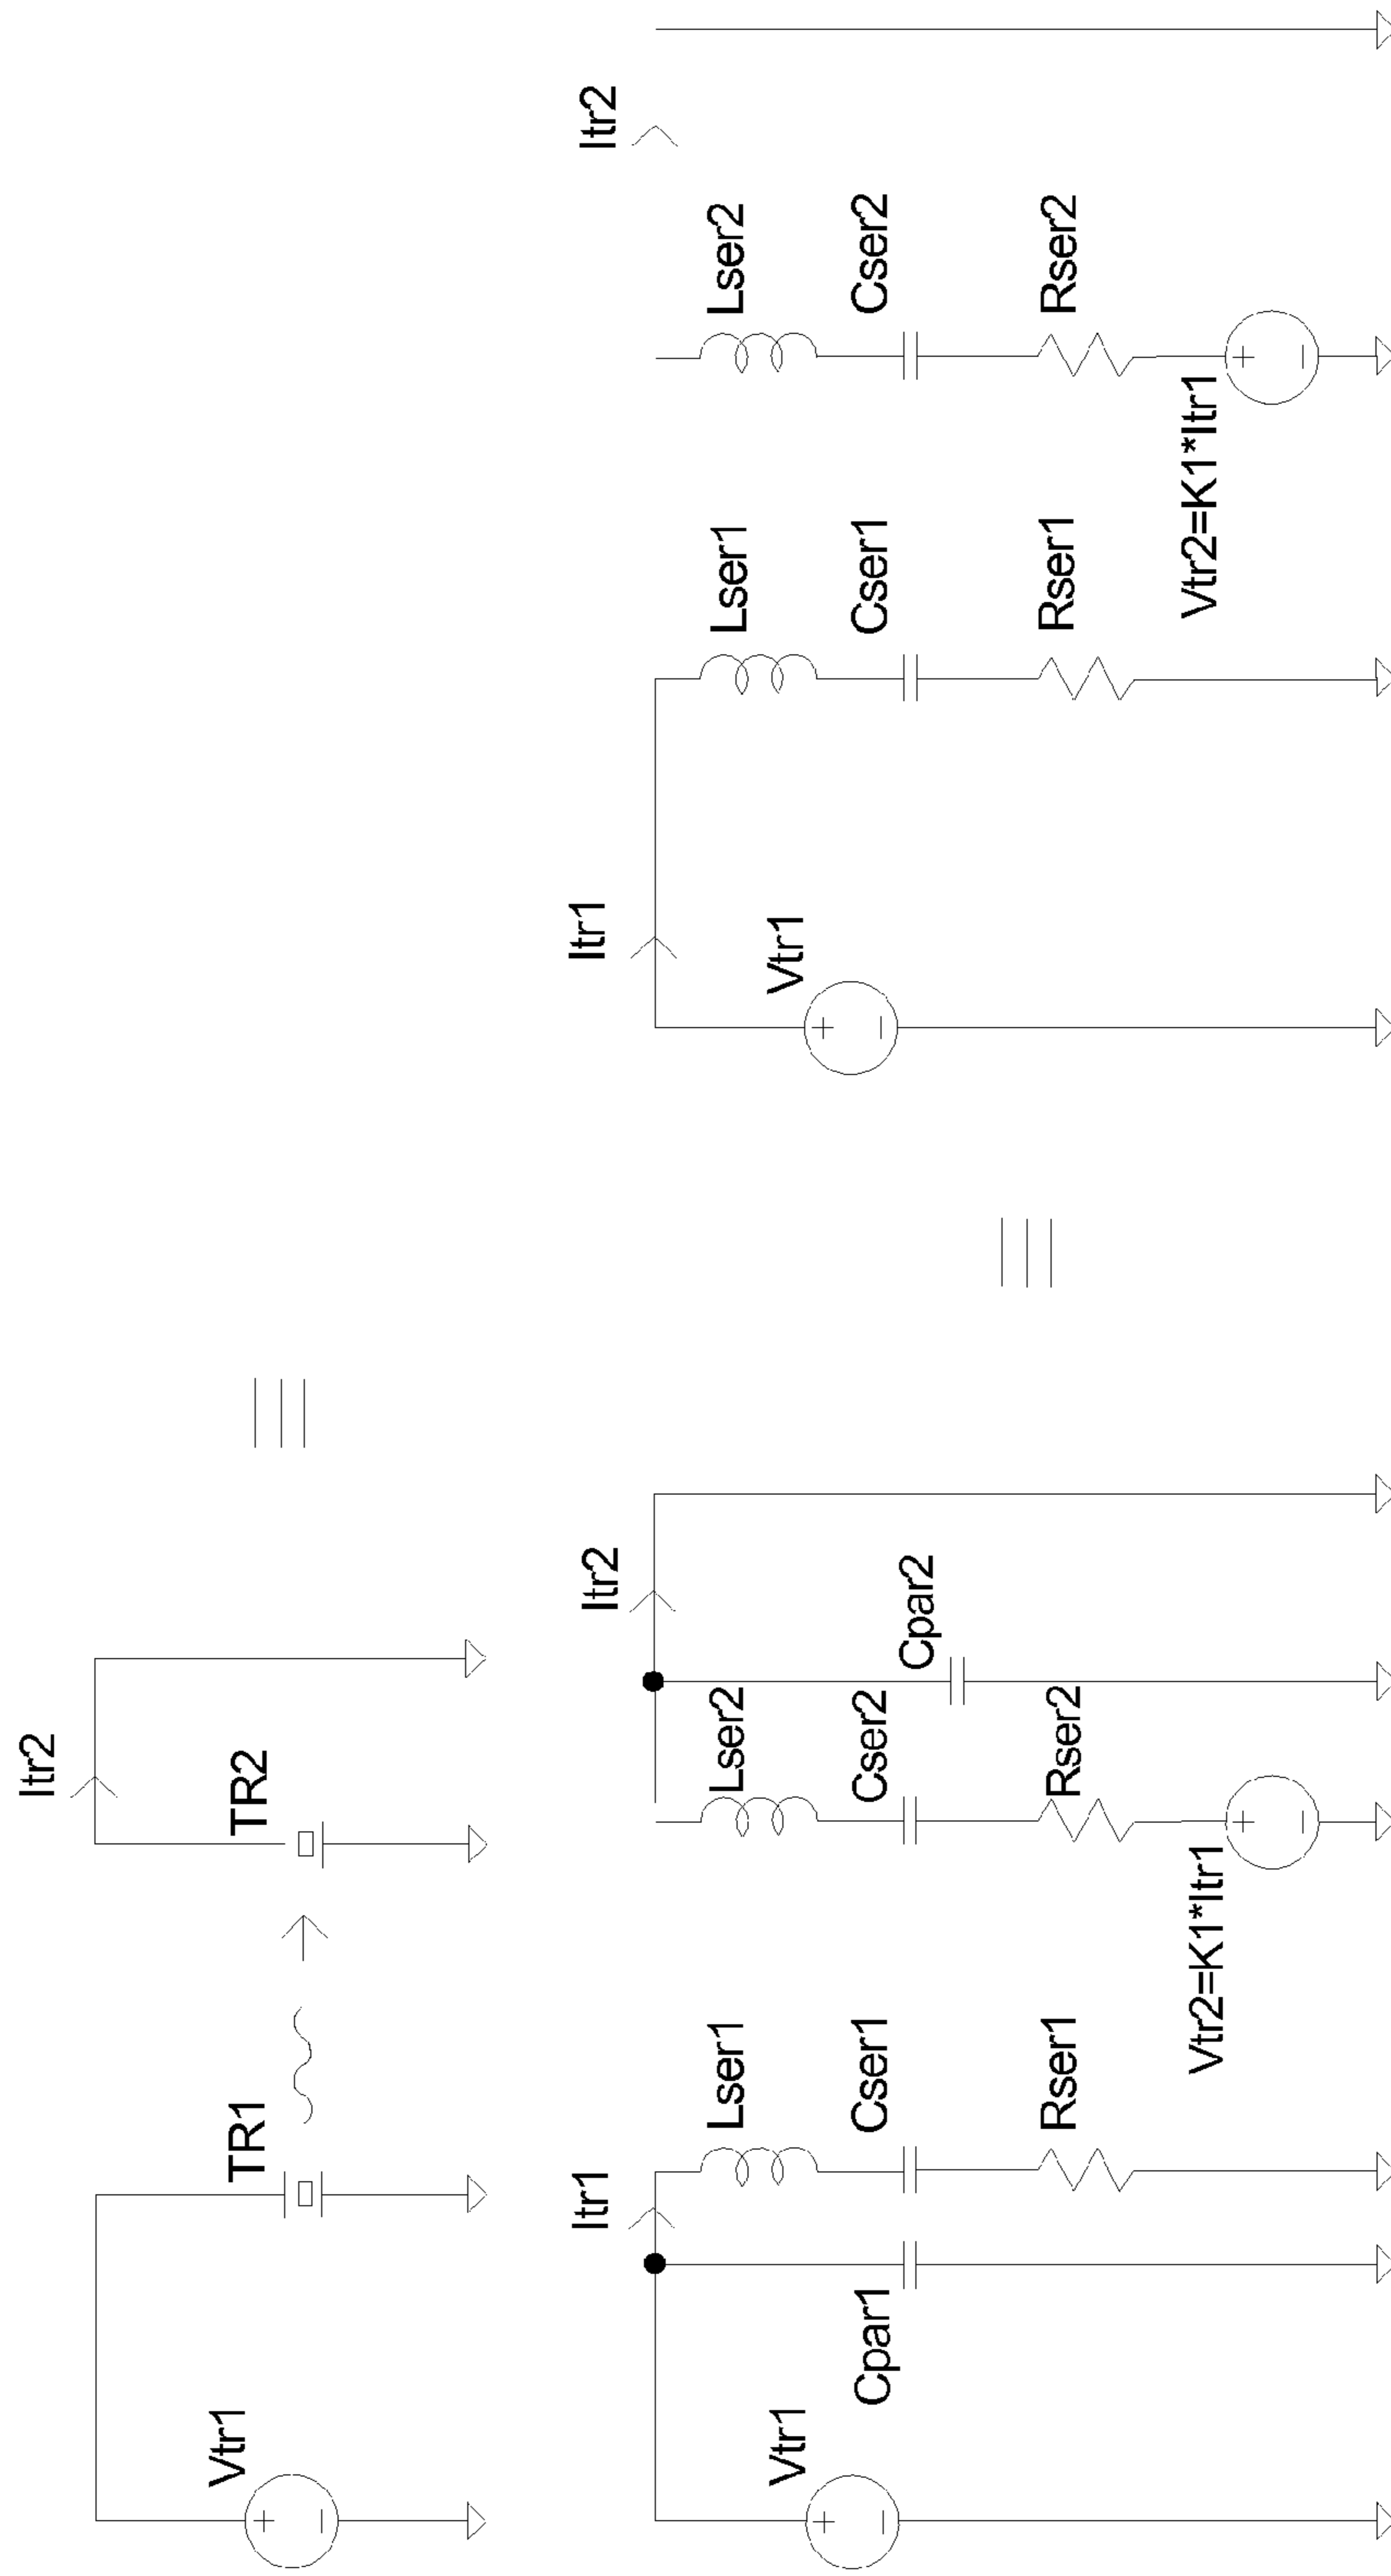 Itr2
Vtr1
TR1
TR2
Itr1
Itr2
Vtr1
Lser1
Lser2
Cpar1
Cser1
Cser2
Cpar2
Rser1
Rser2
Vtr2=K1*Itr1
Itr1
Itr2
Vtr1
Lser1
Lser2
Cser1
Cser2
Rser1
Rser2
Vtr2=K1*Itr1